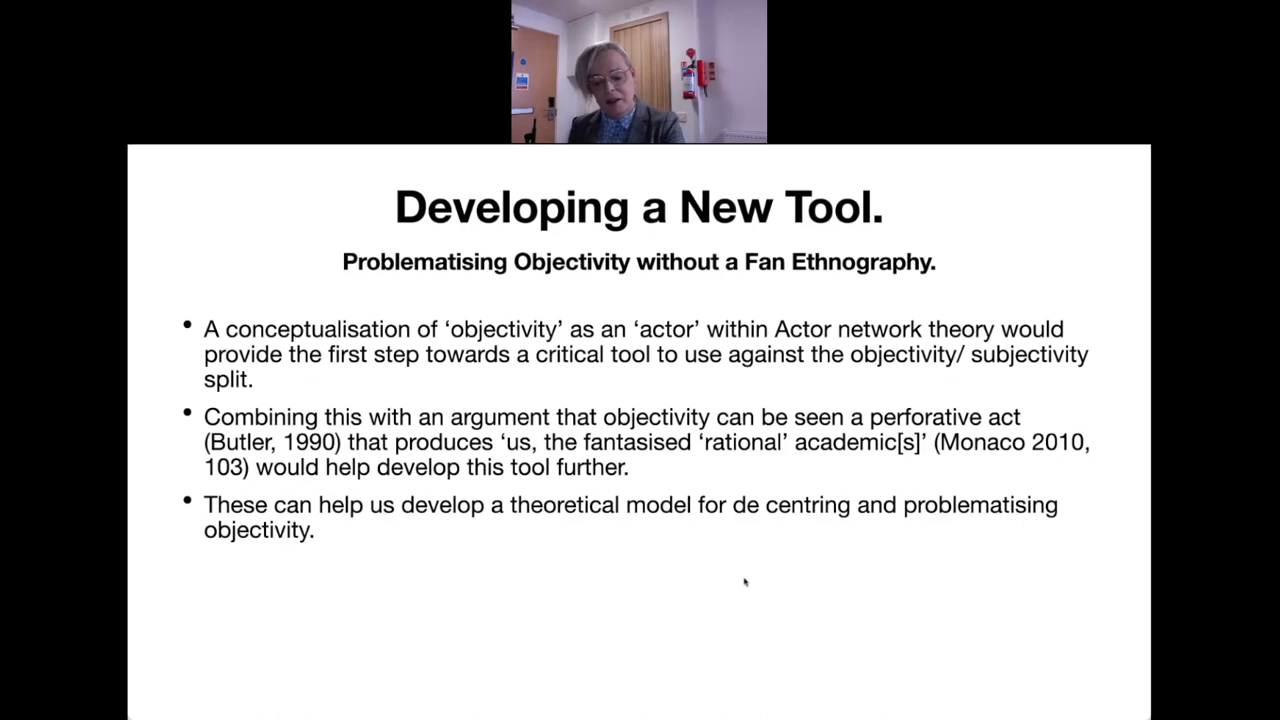 Developing a New Tool.
Problematising Objectivity without a Fan Ethnography.
• A conceptualisation of ‘objectivity’ as an ‘actor’ within Actor network theory would
provide the first step towards a critical tool to use against the objectivity/ subjectivity
split.
• Combining this with an argument that objectivity can be seen a perforative act
(Butler, 1990) that produces ‘us, the fantasised ‘rational’ academic[s]’ (Monaco 2010,
103) would help develop this tool further.
• These can help us develop a theoretical model for de centring and problematising
objectivity.